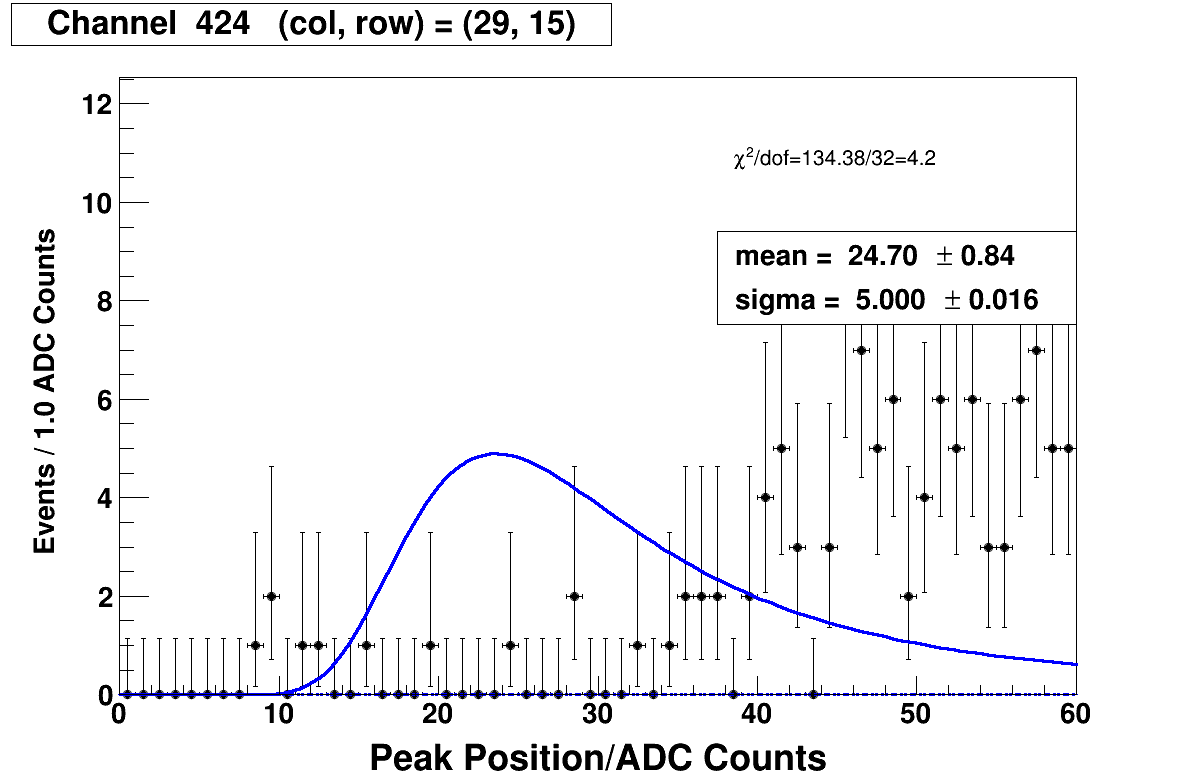 Channel 424 (col, row) = (29, 15)
χ²/dof=134.38/32=4.2
mean = 24.70 ± 0.84
sigma = 5.000 ± 0.016
Events / 1.0 ADC Counts
12
10
8
6
4
2
0
0 10 20 30 40 50 60
Peak Position/ADC Counts